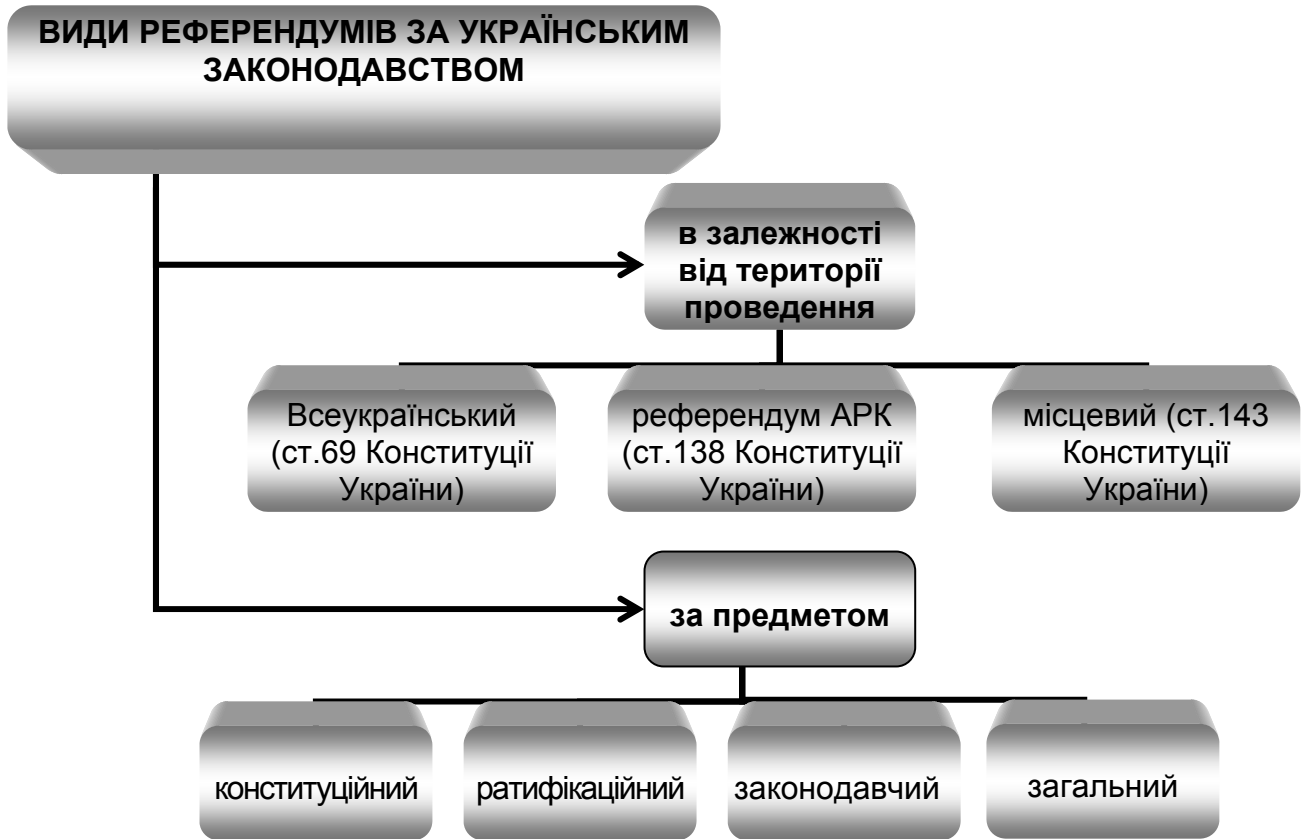 ВИДИ РЕФЕРЕНДУМІВ ЗА УКРАЇНСЬКИМ
ЗАКОНОДАВСТВОМ
в залежності
від території
проведення
Всеукраїнський
(ст.69 Конституції
України)
референдум АРК
(ст.138 Конституції
України)
місцевий (ст.143
Конституції
України)
за предметом
конституційний
ратифікаційний
законодавчий
загальний